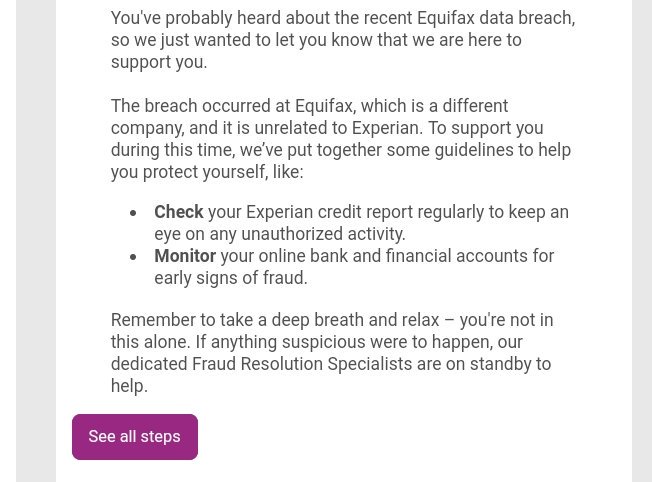 You've probably heard about the recent Equifax data breach,
so we just wanted to let you know that we are here to
support you.
The breach occurred at Equifax, which is a different
company, and it is unrelated to Experian. To support you
during this time, we’ve put together some guidelines to help
you protect yourself, like:
• Check your Experian credit report regularly to keep an
eye on any unauthorized activity.
• Monitor your online bank and financial accounts for
early signs of fraud.
Remember to take a deep breath and relax – you're not in
this alone. If anything suspicious were to happen, our
dedicated Fraud Resolution Specialists are on standby to
help.
See all steps